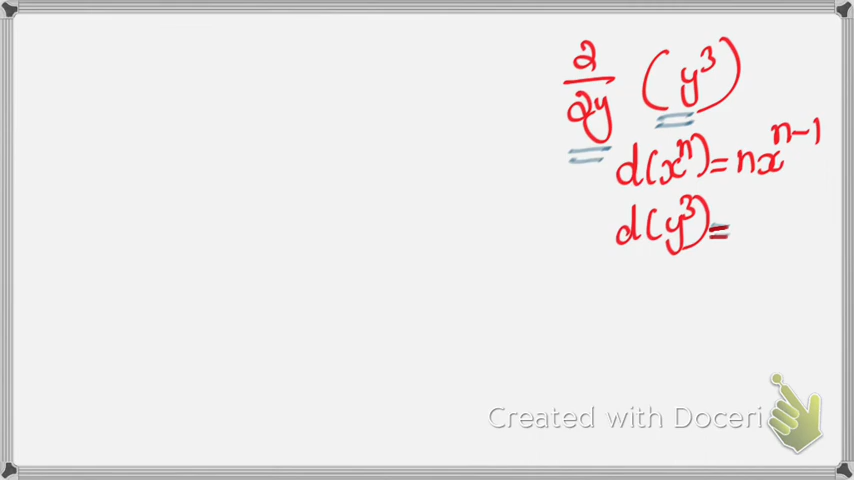 ∂/∂y (y³)
d(xⁿ) = nxⁿ⁻¹
d(y³) =
Created with Doceri